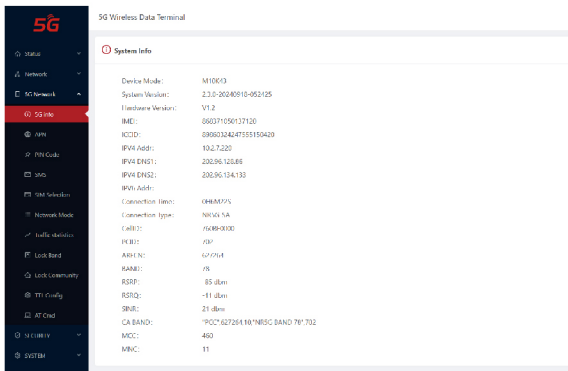 5G
5G Wireless Data Terminal
Status
Network
5G Network
5G Info
APN
PIN Code
SMS
SIM Selection
Network Mode
Traffic Statistics
Lock Band
Lock Community
TTL Config
AT Cmd
SECURITY
SYSTEM
System Info
Device Mode: M10K43
System Version: 2.3.0-20240910-052425
Hardware Version: V1.2
IMEI: 868371050137120
ICCID: 89860324247555150420
IPV4 Addr: 10.2.7.220
IPV4 DNS1: 202.96.128.86
IPV4 DNS2: 202.96.134.133
IPV6 Addr:
Connection Time: 0H6M22S
Connection Type: NR5G-SA
CellID:
PCID: 702
ARFCN: 627264
BAND: 78
RSRP: -85 dbm
RSRQ: -11 dbm
SINR: 21 dbm
CA BAND: "PCC",627264,10,"NR5G BAND 78",702
MCC: 460
MNC: 11